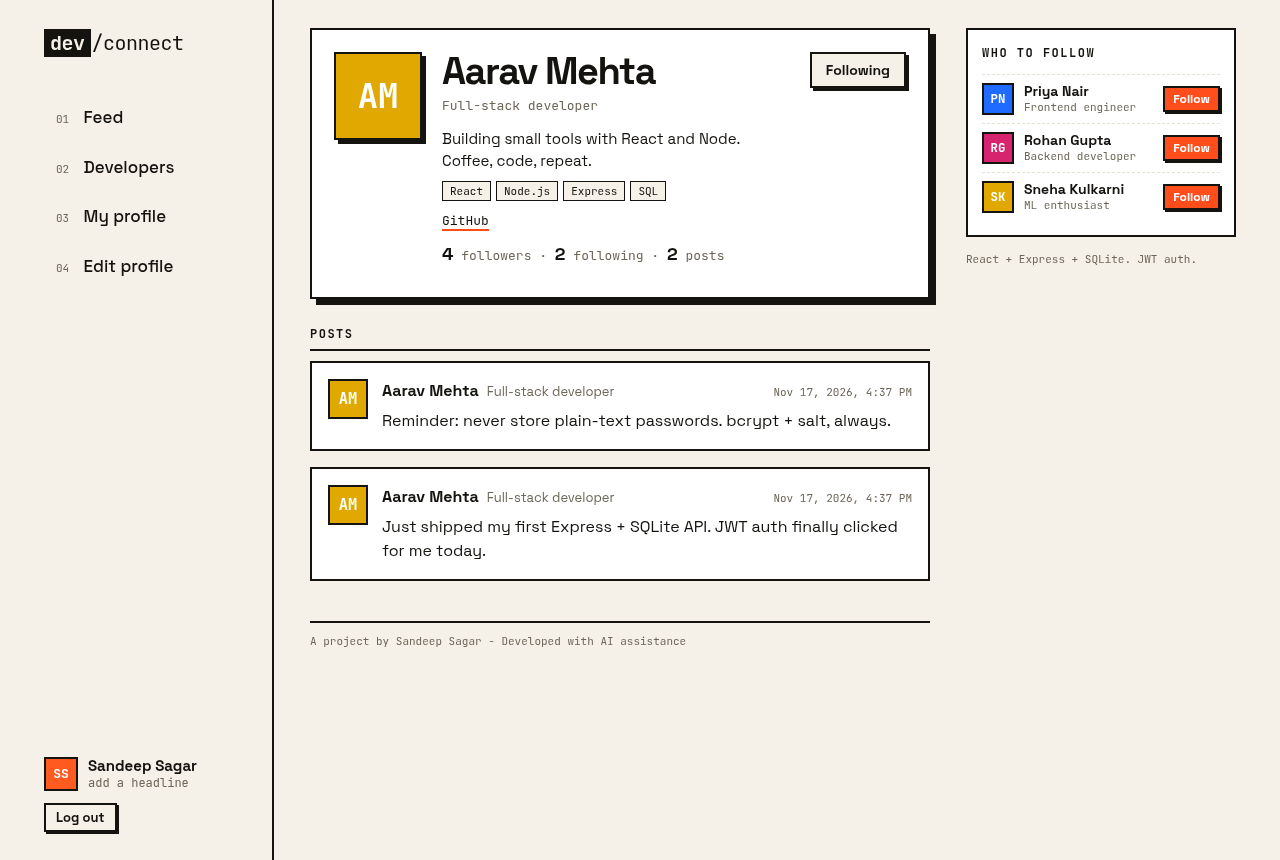 dev/connect
01 Feed
02 Developers
03 My profile
04 Edit profile
SS
Sandeep Sagar
add a headline
Log out
AM
Aarav Mehta
Following
Full-stack developer
Building small tools with React and Node.
Coffee, code, repeat.
React Node.js Express SQL
GitHub
4 followers · 2 following · 2 posts
POSTS
AM
Aarav Mehta Full-stack developer Nov 17, 2026, 4:37 PM
Reminder: never store plain-text passwords. bcrypt + salt, always.
AM
Aarav Mehta Full-stack developer Nov 17, 2026, 4:37 PM
Just shipped my first Express + SQLite API. JWT auth finally clicked
for me today.
A project by Sandeep Sagar - Developed with AI assistance
WHO TO FOLLOW
PN
Priya Nair
Frontend engineer
Follow
RG
Rohan Gupta
Backend developer
Follow
SK
Sneha Kulkarni
ML enthusiast
Follow
React + Express + SQLite. JWT auth.